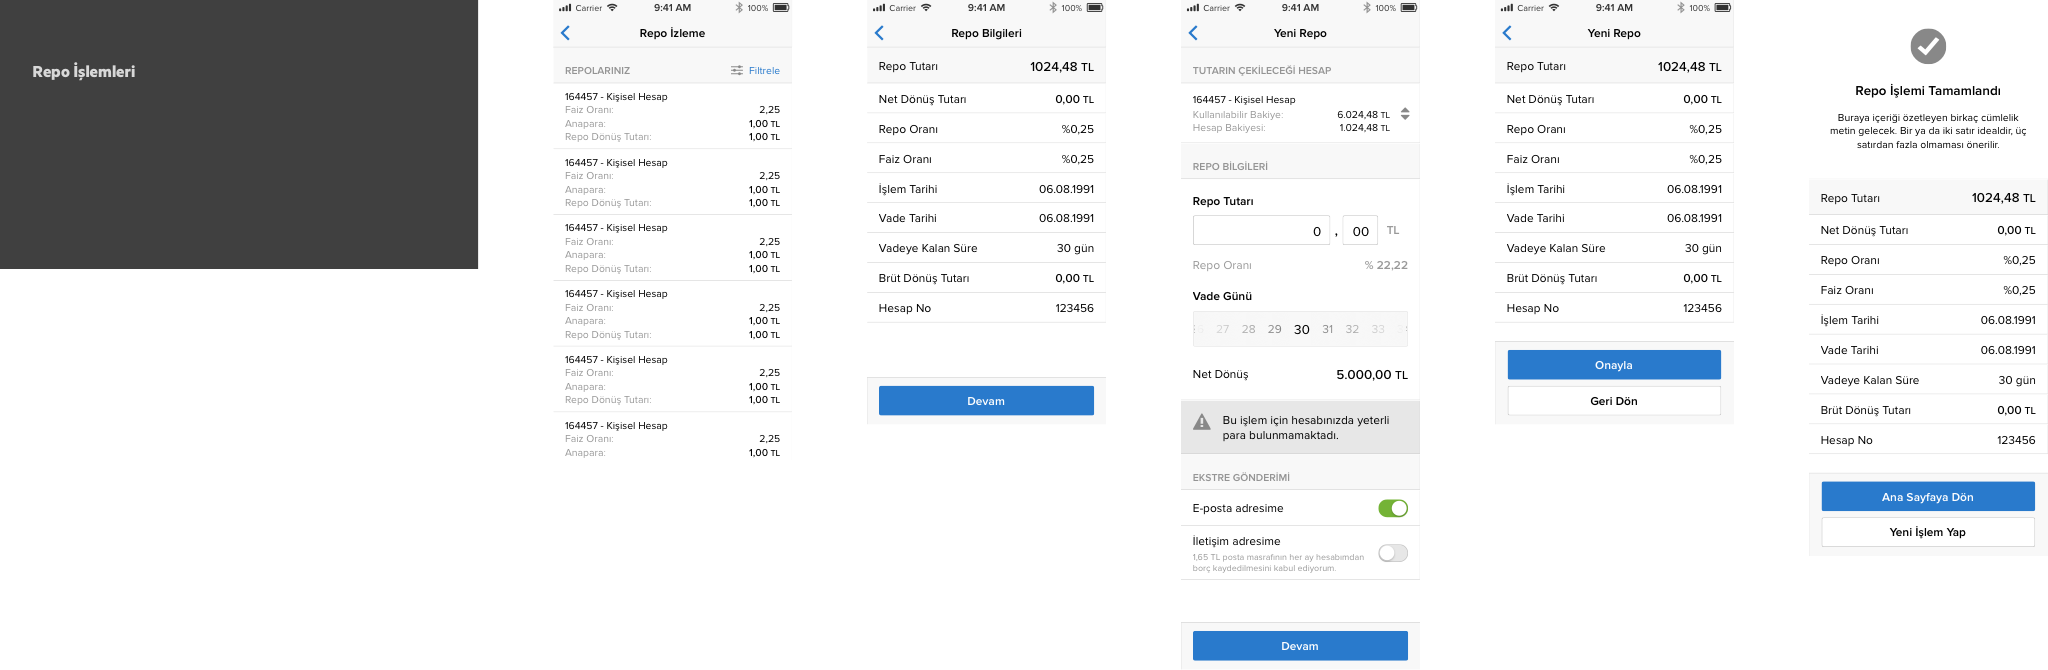 Repo İşlemleri
Carrier 9:41 AM 100%
Repo İzleme
REPOLARINIZ Filtrele
164457 - Kişisel Hesap
Faiz Oranı: 2,25
Anapara: 1,00 TL
Repo Dönüş Tutarı: 1,00 TL
164457 - Kişisel Hesap
Faiz Oranı: 2,25
Anapara: 1,00 TL
Repo Dönüş Tutarı: 1,00 TL
164457 - Kişisel Hesap
Faiz Oranı: 2,25
Anapara: 1,00 TL
Repo Dönüş Tutarı: 1,00 TL
164457 - Kişisel Hesap
Faiz Oranı: 2,25
Anapara: 1,00 TL
Repo Dönüş Tutarı: 1,00 TL
164457 - Kişisel Hesap
Faiz Oranı: 2,25
Anapara: 1,00 TL
Repo Dönüş Tutarı: 1,00 TL
164457 - Kişisel Hesap
Faiz Oranı: 2,25
Anapara: 1,00 TL
Carrier 9:41 AM 100%
Repo Bilgileri
Repo Tutarı 1024,48 TL
Net Dönüş Tutarı 0,00 TL
Repo Oranı %0,25
Faiz Oranı %0,25
İşlem Tarihi 06.08.1991
Vade Tarihi 06.08.1991
Vadeye Kalan Süre 30 gün
Brüt Dönüş Tutarı 0,00 TL
Hesap No 123456
Devam
Carrier 9:41 AM 100%
Yeni Repo
TUTARIN ÇEKİLECEĞİ HESAP
164457 - Kişisel Hesap
Kullanılabilir Bakiye: 6.024,48 TL
Hesap Bakiyesi: 1.024,48 TL
REPO BİLGİLERİ
Repo Tutarı
0 , 00 TL
Repo Oranı % 22,22
Vade Günü
27 28 29 30 31 32 33
Net Dönüş 5.000,00 TL
Bu işlem için hesabınızda yeterli
para bulunmamaktadı.
EKSTRE GÖNDERİMİ
E-posta adresime
İletişim adresime
1,65 TL posta masrafının her ay hesabımdan
borç kaydedilmesini kabul ediyorum.
Devam
Carrier 9:41 AM 100%
Yeni Repo
Repo Tutarı 1024,48 TL
Net Dönüş Tutarı 0,00 TL
Repo Oranı %0,25
Faiz Oranı %0,25
İşlem Tarihi 06.08.1991
Vade Tarihi 06.08.1991
Vadeye Kalan Süre 30 gün
Brüt Dönüş Tutarı 0,00 TL
Hesap No 123456
Onayla
Geri Dön
Repo İşlemi Tamamlandı
Buraya içeriği özetleyen birkaç cümlelik
metin gelecek. Bir ya da iki satır idealdir, üç
satırdan fazla olmaması önerilir.
Repo Tutarı 1024,48 TL
Net Dönüş Tutarı 0,00 TL
Repo Oranı %0,25
Faiz Oranı %0,25
İşlem Tarihi 06.08.1991
Vade Tarihi 06.08.1991
Vadeye Kalan Süre 30 gün
Brüt Dönüş Tutarı 0,00 TL
Hesap No 123456
Ana Sayfaya Dön
Yeni İşlem Yap